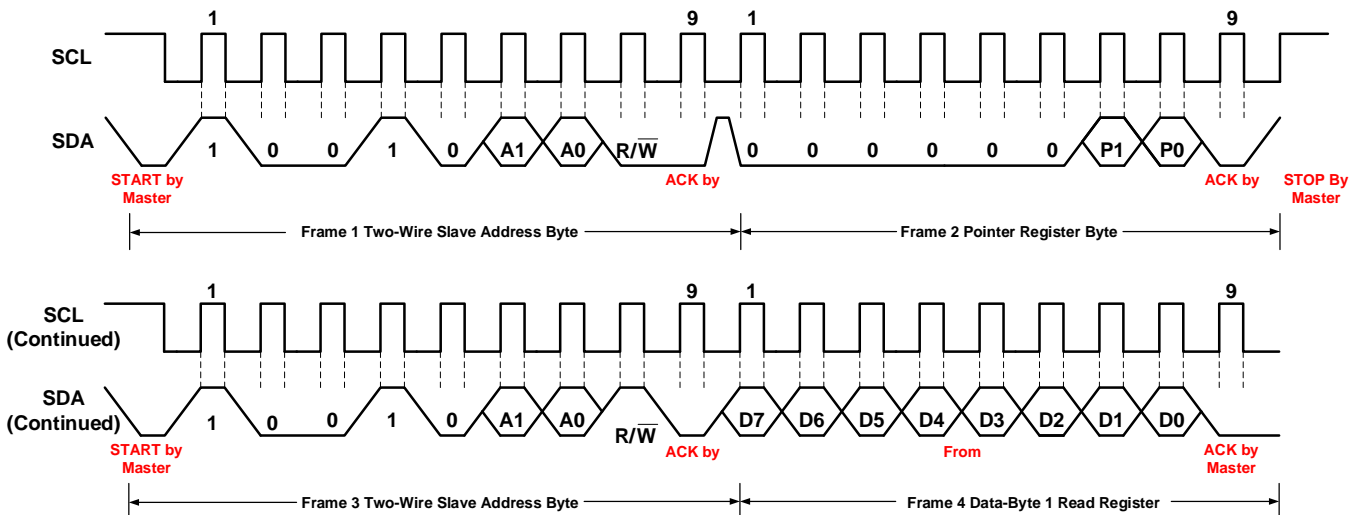 1 9 1 9
SCL
SDA
1 0 0 1 0 A1 A0 R/W̅ 0 0 0 0 0 0 P1 P0
START by
Master
ACK by
ACK by
STOP By
Master
Frame 1 Two-Wire Slave Address Byte
Frame 2 Pointer Register Byte
1 9 1 9
SCL
(Continued)
SDA
(Continued)
1 0 0 1 0 A1 A0 R/W̅ D7 D6 D5 D4 D3 D2 D1 D0
START by
Master
ACK by
From
ACK by
Master
Frame 3 Two-Wire Slave Address Byte
Frame 4 Data-Byte 1 Read Register